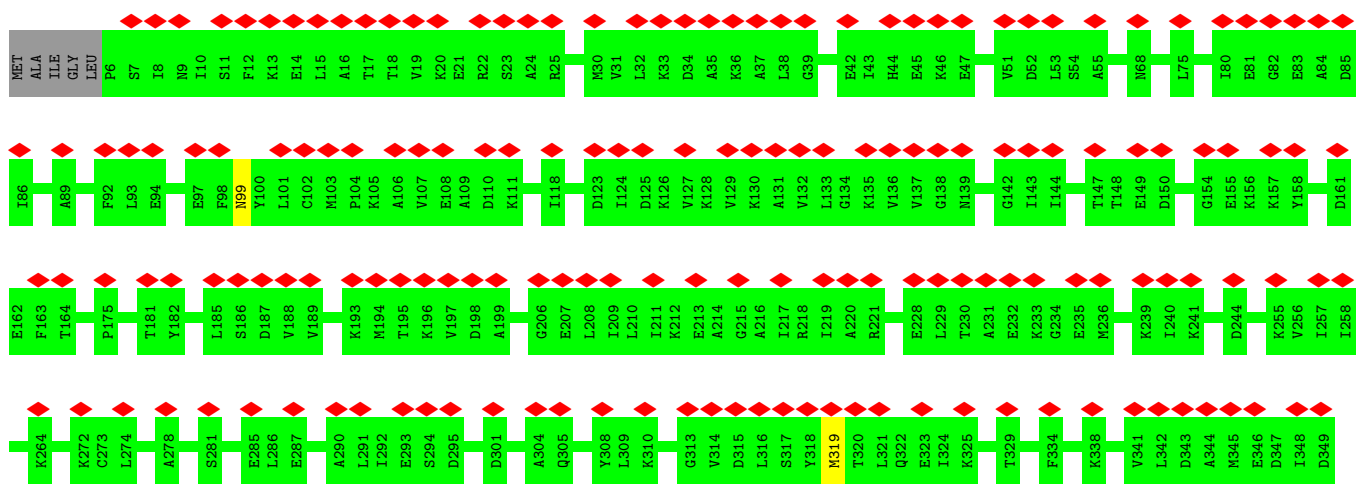 MET ALA ILE GLY LEU P6 S7 I8 N9 I10 S11 F12 K13 E14 L15 A16 T17 T18 V19 K20 E21 R22 S23 A24 R25 M30 V31 L32 K33 D34 A35 K36 A37 L38 G39 E42 I43 H44 E45 K46 E47 V51 D52 L53 S54 A55 N68 L75 I80 E81 G82 E83 A84 D85
I86 A89 F92 L93 E94 E97 F98 N99 Y100 L101 C102 M103 P104 K105 A106 V107 E108 A109 D110 K111 I118 D123 I124 D125 K126 V127 K128 V129 K130 A131 V132 L133 G134 K135 V136 V137 G138 N139 G142 I143 I144 T147 T148 E149 D150 G154 E155 K156 K157 Y158 D161
E162 F163 T164 P175 T181 Y182 L185 S186 D187 V188 V189 K193 M194 T195 K196 V197 D198 A199 G206 E207 L208 I209 L210 I211 K212 E213 A214 G215 A216 I217 R218 I219 A220 R221 E228 L229 T230 A231 E232 K233 G234 E235 M236 K239 I240 K241 D244 K255 V256 I257 I258
K264 K272 C273 L274 A278 S281 E285 L286 E287 A290 L291 I292 E293 S294 D295 D301 A304 Q305 Y308 L309 K310 G313 V314 D315 L316 S317 Y318 M319 T320 L321 Q322 E323 I324 K325 T329 F334 K338 V341 L342 D343 A344 M345 E346 D347 I348 D349